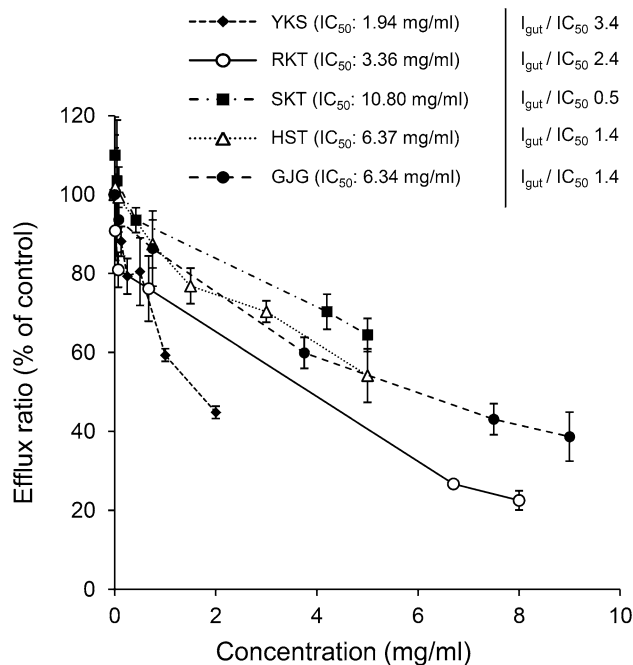 YKS (IC50: 1.94 mg/ml) Igut / IC50 3.4
RKT (IC50: 3.36 mg/ml) Igut / IC50 2.4
SKT (IC50: 10.80 mg/ml) Igut / IC50 0.5
HST (IC50: 6.37 mg/ml) Igut / IC50 1.4
GJG (IC50: 6.34 mg/ml) Igut / IC50 1.4
120
100
80
60
40
20
0
Efflux ratio (% of control)
0 2 4 6 8 10
Concentration (mg/ml)